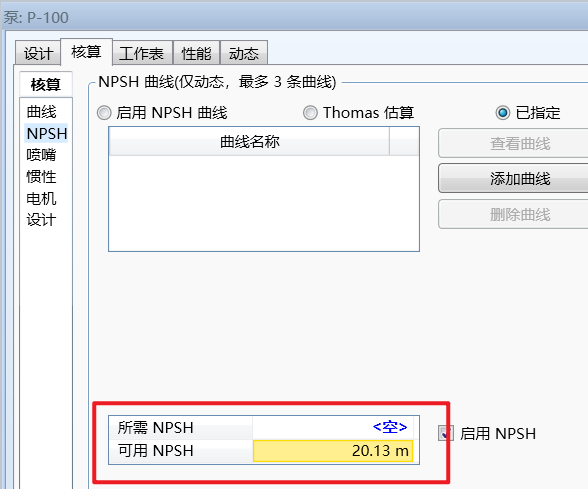 泵: P-100
设计 核算 工作表 性能 动态
核算
曲线
NPSH
喷嘴
惯性
电机
设计
NPSH 曲线(仅动态，最多 3 条曲线)
启用 NPSH 曲线 Thomas 估算 已指定
曲线名称
查看曲线
添加曲线
删除曲线
所需 NPSH <空>
可用 NPSH 20.13 m
启用 NPSH